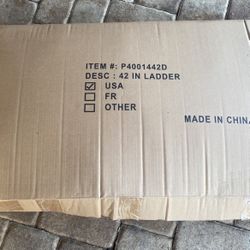 ITEM #: P4001442D
DESC : 42 IN LADDER
USA
FR
OTHER
MADE IN CHINA